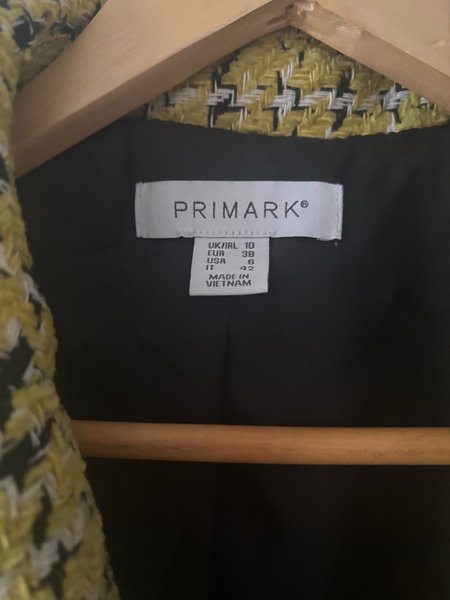 PRIMARK®
UK/IRL 10
EUR 38
USA 6
IT 42
MADE IN
VIETNAM